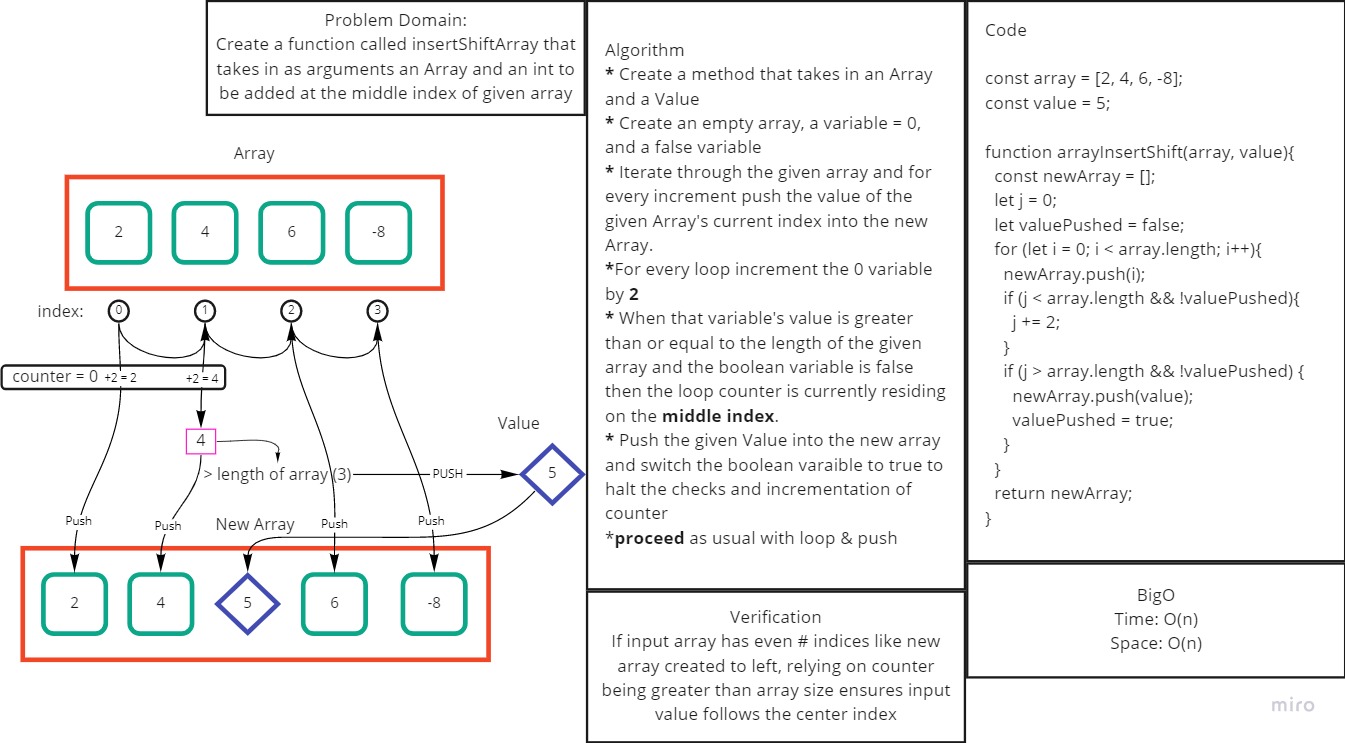 Problem Domain:
Create a function called insertShiftArray that
takes in as arguments an Array and an int to
be added at the middle index of given array
Array
2 4 6 -8
index: 0 1 2 3
counter = 0 +2 = 2 +2 = 4
Value
4
> length of array (3) PUSH 5
Push Push New Array Push Push
2 4 5 6 -8
Algorithm
* Create a method that takes in an Array
and a Value
* Create an empty array, a variable = 0,
and a false variable
* Iterate through the given array and for
every increment push the value of the
given Array's current index into the new
Array.
*For every loop increment the 0 variable
by 2
* When that variable's value is greater
than or equal to the length of the given
array and the boolean variable is false
then the loop counter is currently residing
on the middle index.
* Push the given Value into the new array
and switch the boolean varaible to true to
halt the checks and incrementation of
counter
*proceed as usual with loop & push
Verification
If input array has even # indices like new
array created to left, relying on counter
being greater than array size ensures input
value follows the center index
Code
const array = [2, 4, 6, -8];
const value = 5;
function arrayInsertShift(array, value){
const newArray = [];
let j = 0;
let valuePushed = false;
for (let i = 0; i < array.length; i++){
newArray.push(i);
if (j < array.length && !valuePushed){
j += 2;
}
if (j > array.length && !valuePushed) {
newArray.push(value);
valuePushed = true;
}
}
return newArray;
}
BigO
Time: O(n)
Space: O(n)
miro